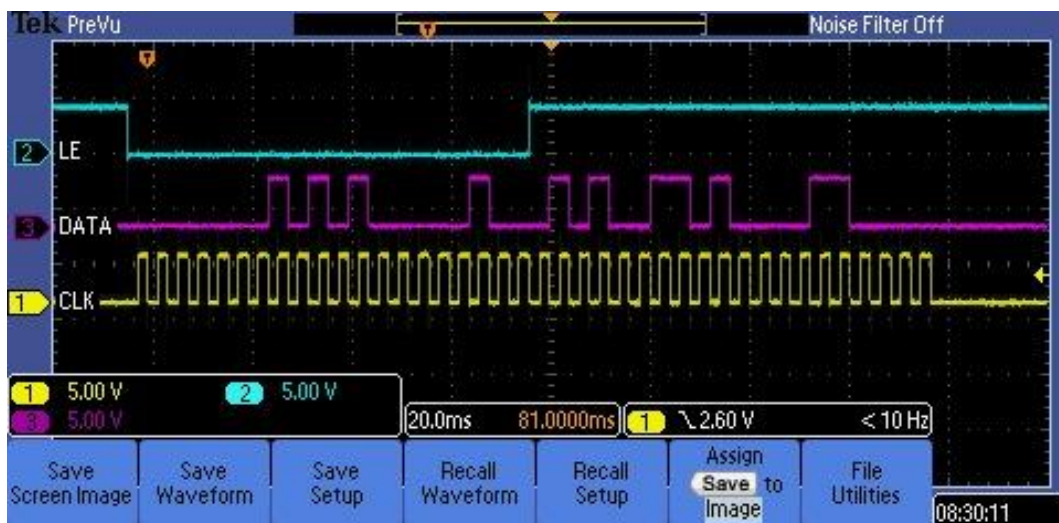 Tek PreVu Noise Filter Off
T
T
2 LE
3 DATA
1 CLK
1 5.00 V 2 5.00 V
3 5.00 V 20.0ms 81.0000ms 1 2.60 V < 10 Hz
Save Screen Image
Save Waveform
Save Setup
Recall Waveform
Recall Setup
Assign Save to Image
File Utilities
08:30:11